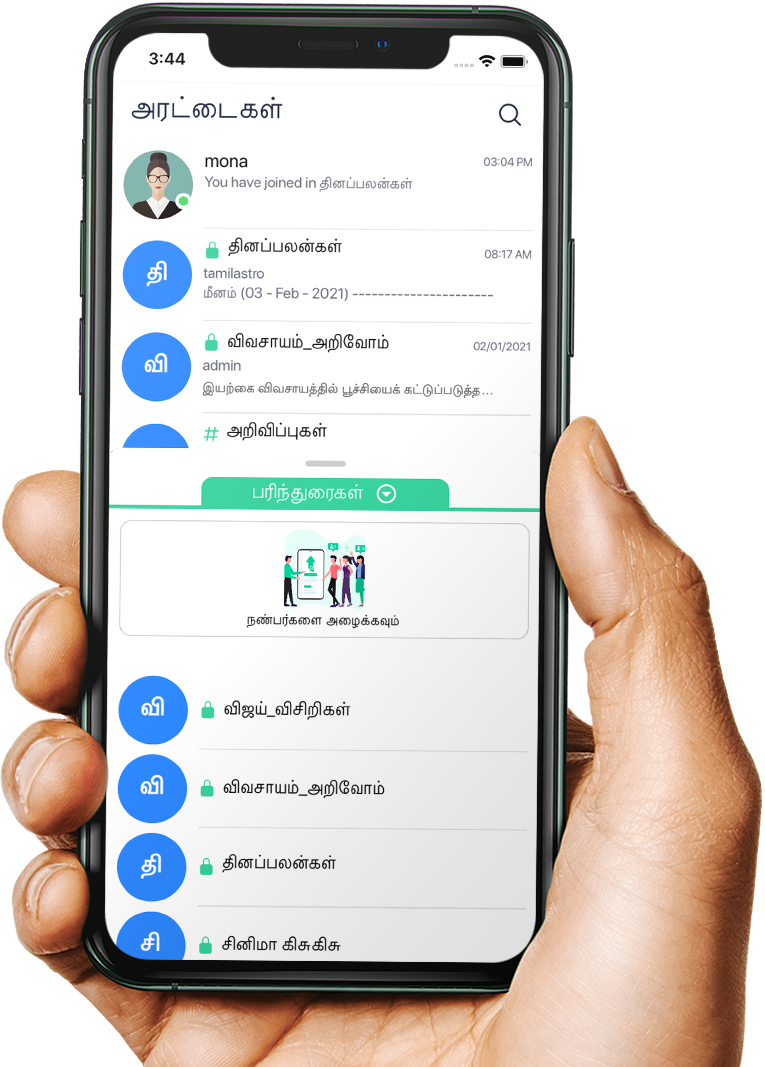 3:44
அரட்டைகள்
mona
03:04 PM
You have joined in தினப்பலன்கள்
தி
தினப்பலன்கள்
08:17 AM
tamilastro
மீனம் (03 - Feb - 2021) ----------------------
வி
விவசாயம்_அறிவோம்
02/01/2021
admin
இயற்கை விவசாயத்தில் பூச்சியைக் கட்டுப்படுத்த...
# அறிவிப்புகள்
பரிந்துரைகள்
நண்பர்களை அழைக்கவும்
வி
விஜய்_விசிறிகள்
வி
விவசாயம்_அறிவோம்
தி
தினப்பலன்கள்
சி
சினிமா கிசுகிசு